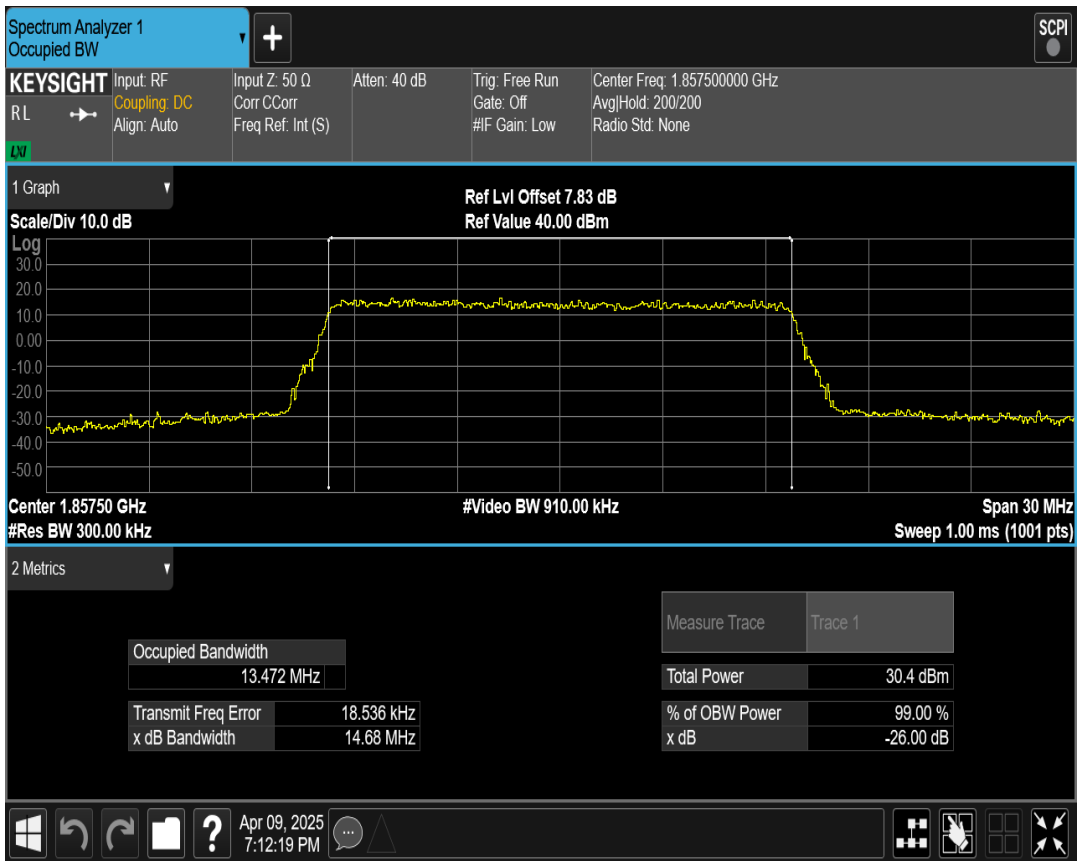 Spectrum Analyzer 1
Occupied BW
+
SCPI
KEYSIGHT
RL
LXI
Input: RF
Coupling: DC
Align: Auto
Input Z: 50 Ω
Corr CCorr
Freq Ref: Int (S)
Atten: 40 dB
Trig: Free Run
Gate: Off
#IF Gain: Low
Center Freq: 1.857500000 GHz
Avg|Hold: 200/200
Radio Std: None
1 Graph
Scale/Div 10.0 dB
Ref Lvl Offset 7.83 dB
Ref Value 40.00 dBm
Log
30.0
20.0
10.0
0.00
-10.0
-20.0
-30.0
-40.0
-50.0
Center 1.85750 GHz
#Video BW 910.00 kHz
Span 30 MHz
#Res BW 300.00 kHz
Sweep 1.00 ms (1001 pts)
2 Metrics
Measure Trace Trace 1
Occupied Bandwidth
13.472 MHz
Total Power 30.4 dBm
Transmit Freq Error 18.536 kHz
% of OBW Power 99.00 %
x dB Bandwidth 14.68 MHz
x dB -26.00 dB
?
Apr 09, 2025
7:12:19 PM